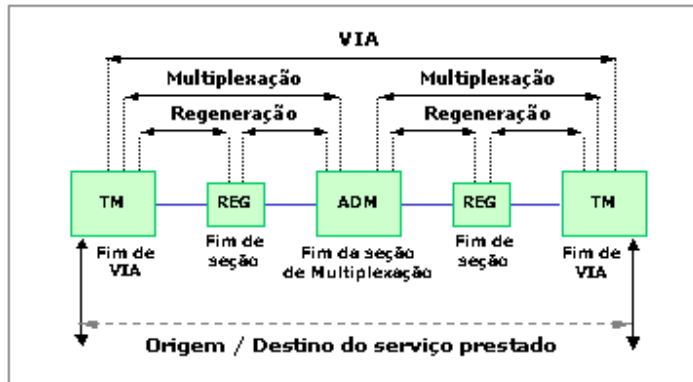 VIA
Multiplexação Multiplexação
Regeneração Regeneração
TM REG ADM REG TM
Fim de Fim de Fim da seção Fim de Fim de
VIA seção de Multiplexação seção VIA
Origem / Destino do serviço prestado